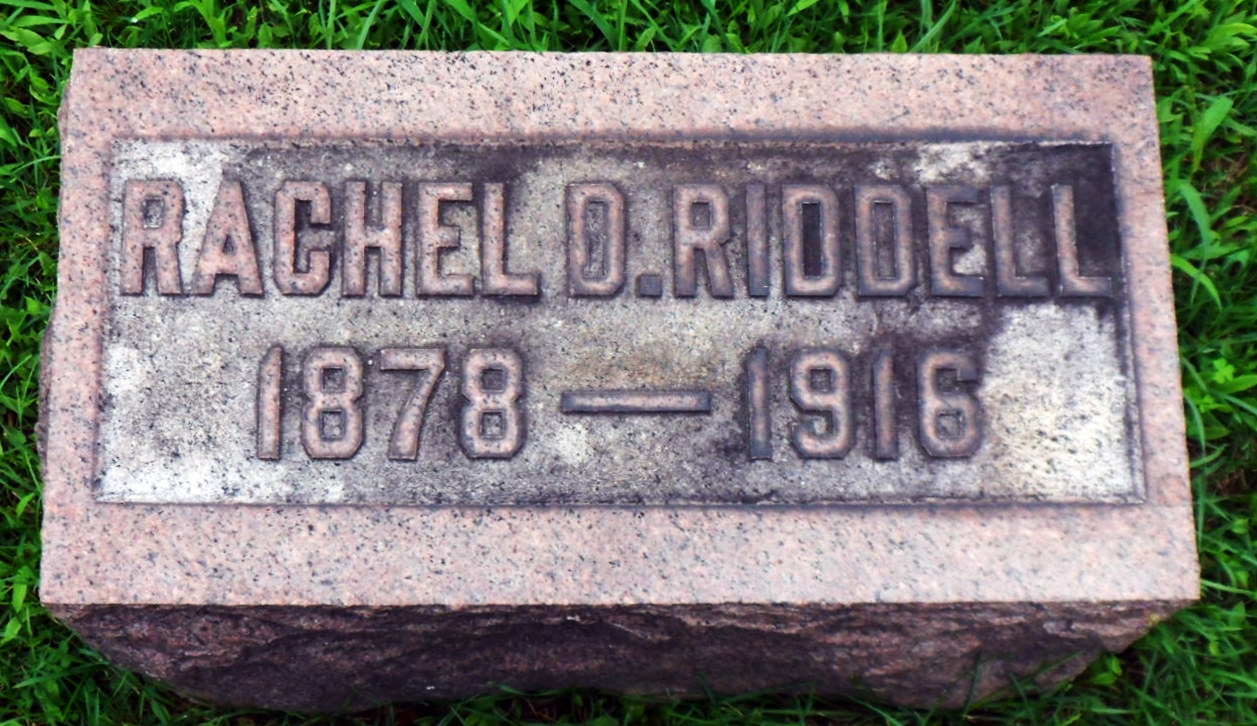 RACHEL D. RIDDELL
1878 — 1916